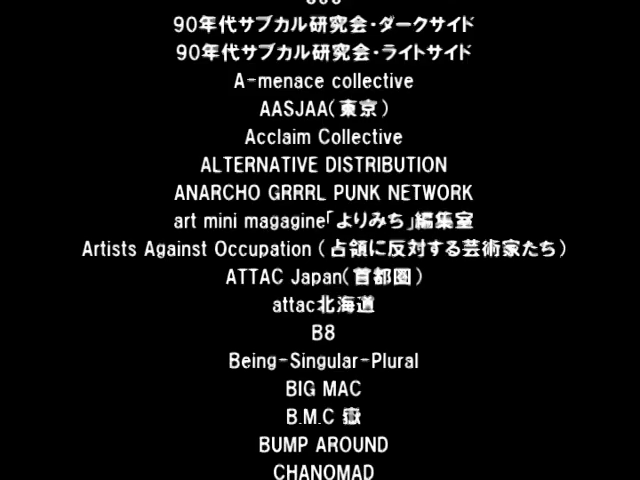 90年代サブカル研究会・ダークサイド
90年代サブカル研究会・ライトサイド
A-menace collective
AASJAA(東京)
Acclaim Collective
ALTERNATIVE DISTRIBUTION
ANARCHO GRRRL PUNK NETWORK
art mini magagine「よりみち」編集室
Artists Against Occupation (占領に反対する芸術家たち)
ATTAC Japan(首都圏)
attac北海道
B8
Being-Singular-Plural
BIG MAC
B.M.C 嶽
BUMP AROUND
CHANOMAD